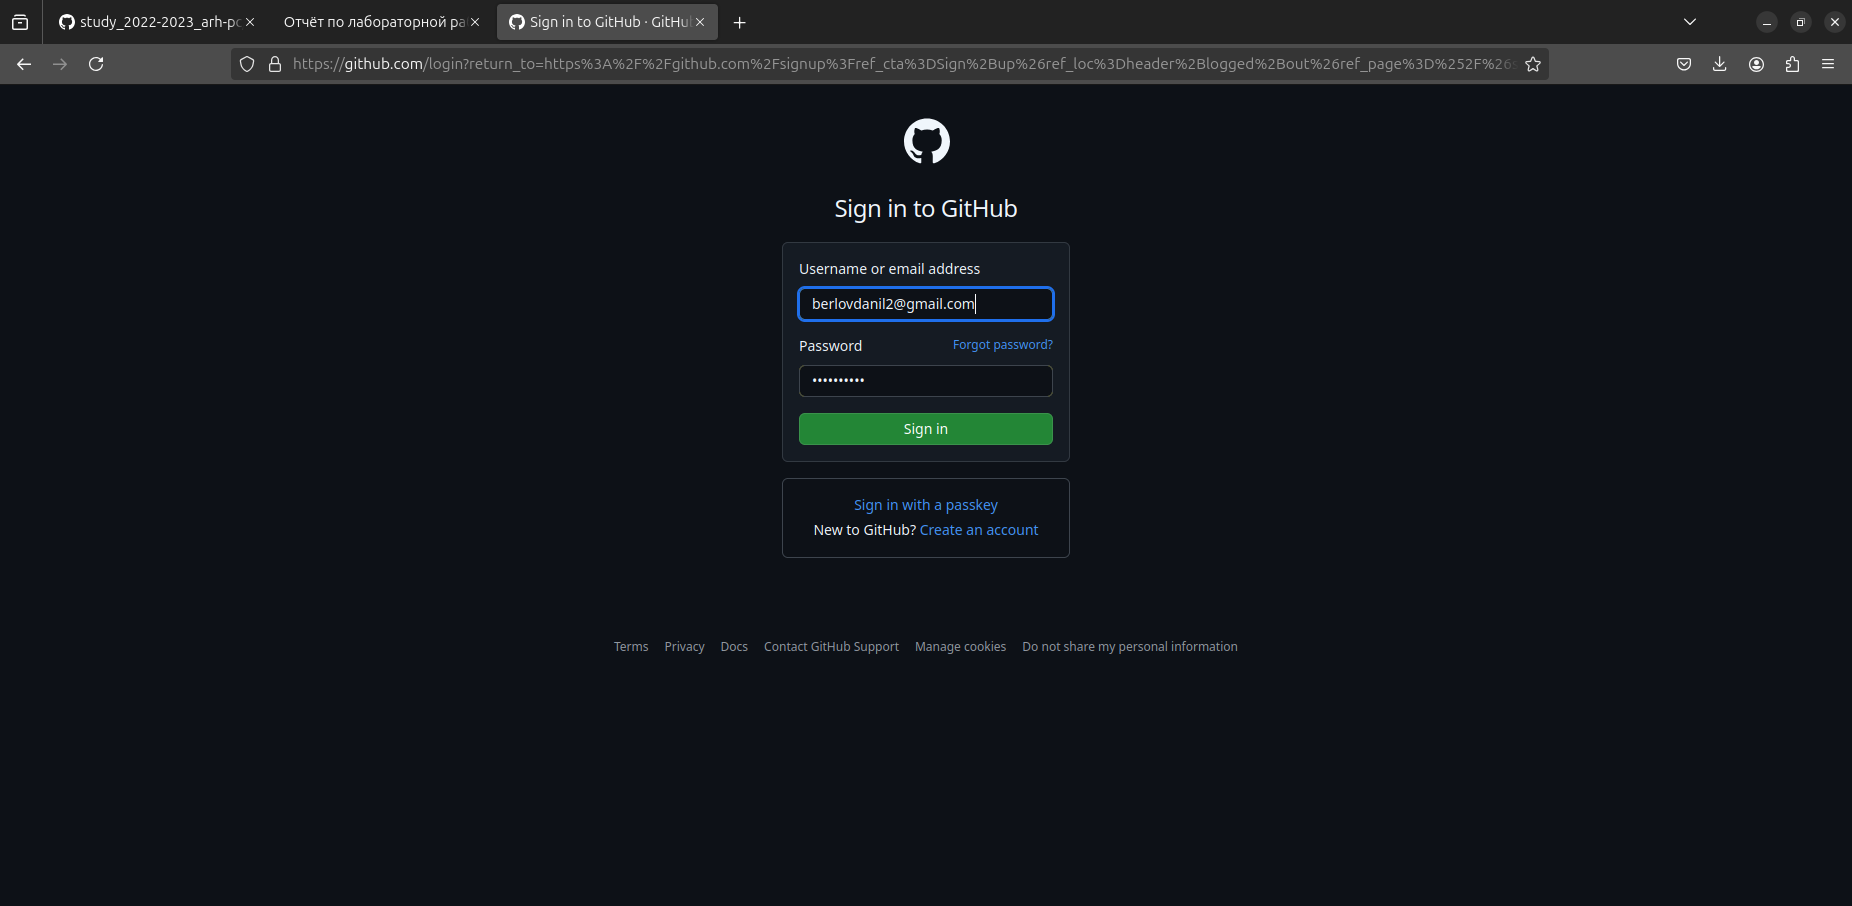 study_2022-2023_arh-pc
Отчёт по лабораторной ра
Sign in to GitHub · GitHu
https://github.com/login?return_to=https%3A%2F%2Fgithub.com%2Fsignup%3Fref_cta%3DSign%2Bup%26ref_loc%3Dheader%2Blogged%2Bout%26ref_page%3D%252F%26s
Sign in to GitHub
Username or email address
berlovdanil2@gmail.com
Password Forgot password?
••••••••••
Sign in
Sign in with a passkey
New to GitHub? Create an account
Terms Privacy Docs Contact GitHub Support Manage cookies Do not share my personal information